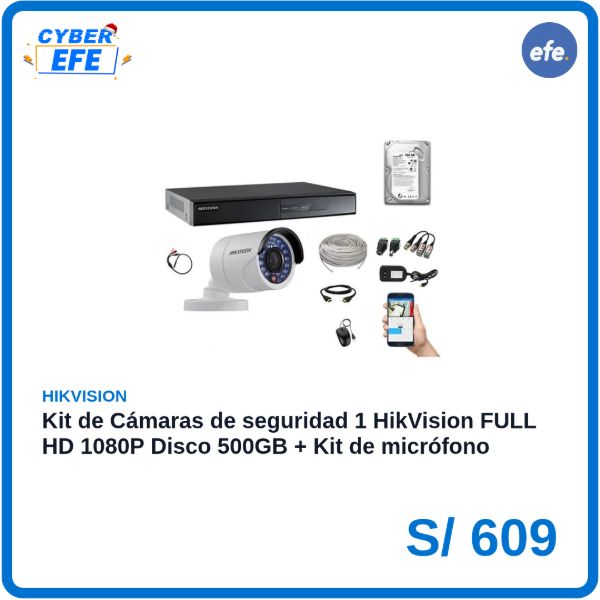 CYBER
EFE
efe.
HIKVISION
HIKVISION
HIKVISION
Kit de Cámaras de seguridad 1 HikVision FULL
HD 1080P Disco 500GB + Kit de micrófono
S/ 609